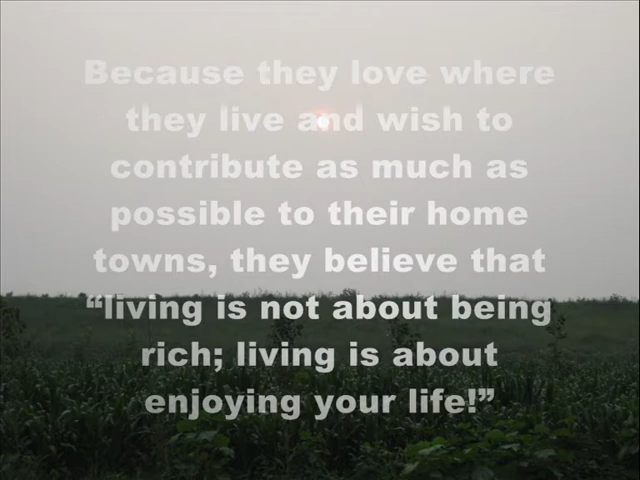 Because they love where
they live and wish to
contribute as much as
possible to their home
towns, they believe that
“living is not about being
rich; living is about
enjoying your life!”